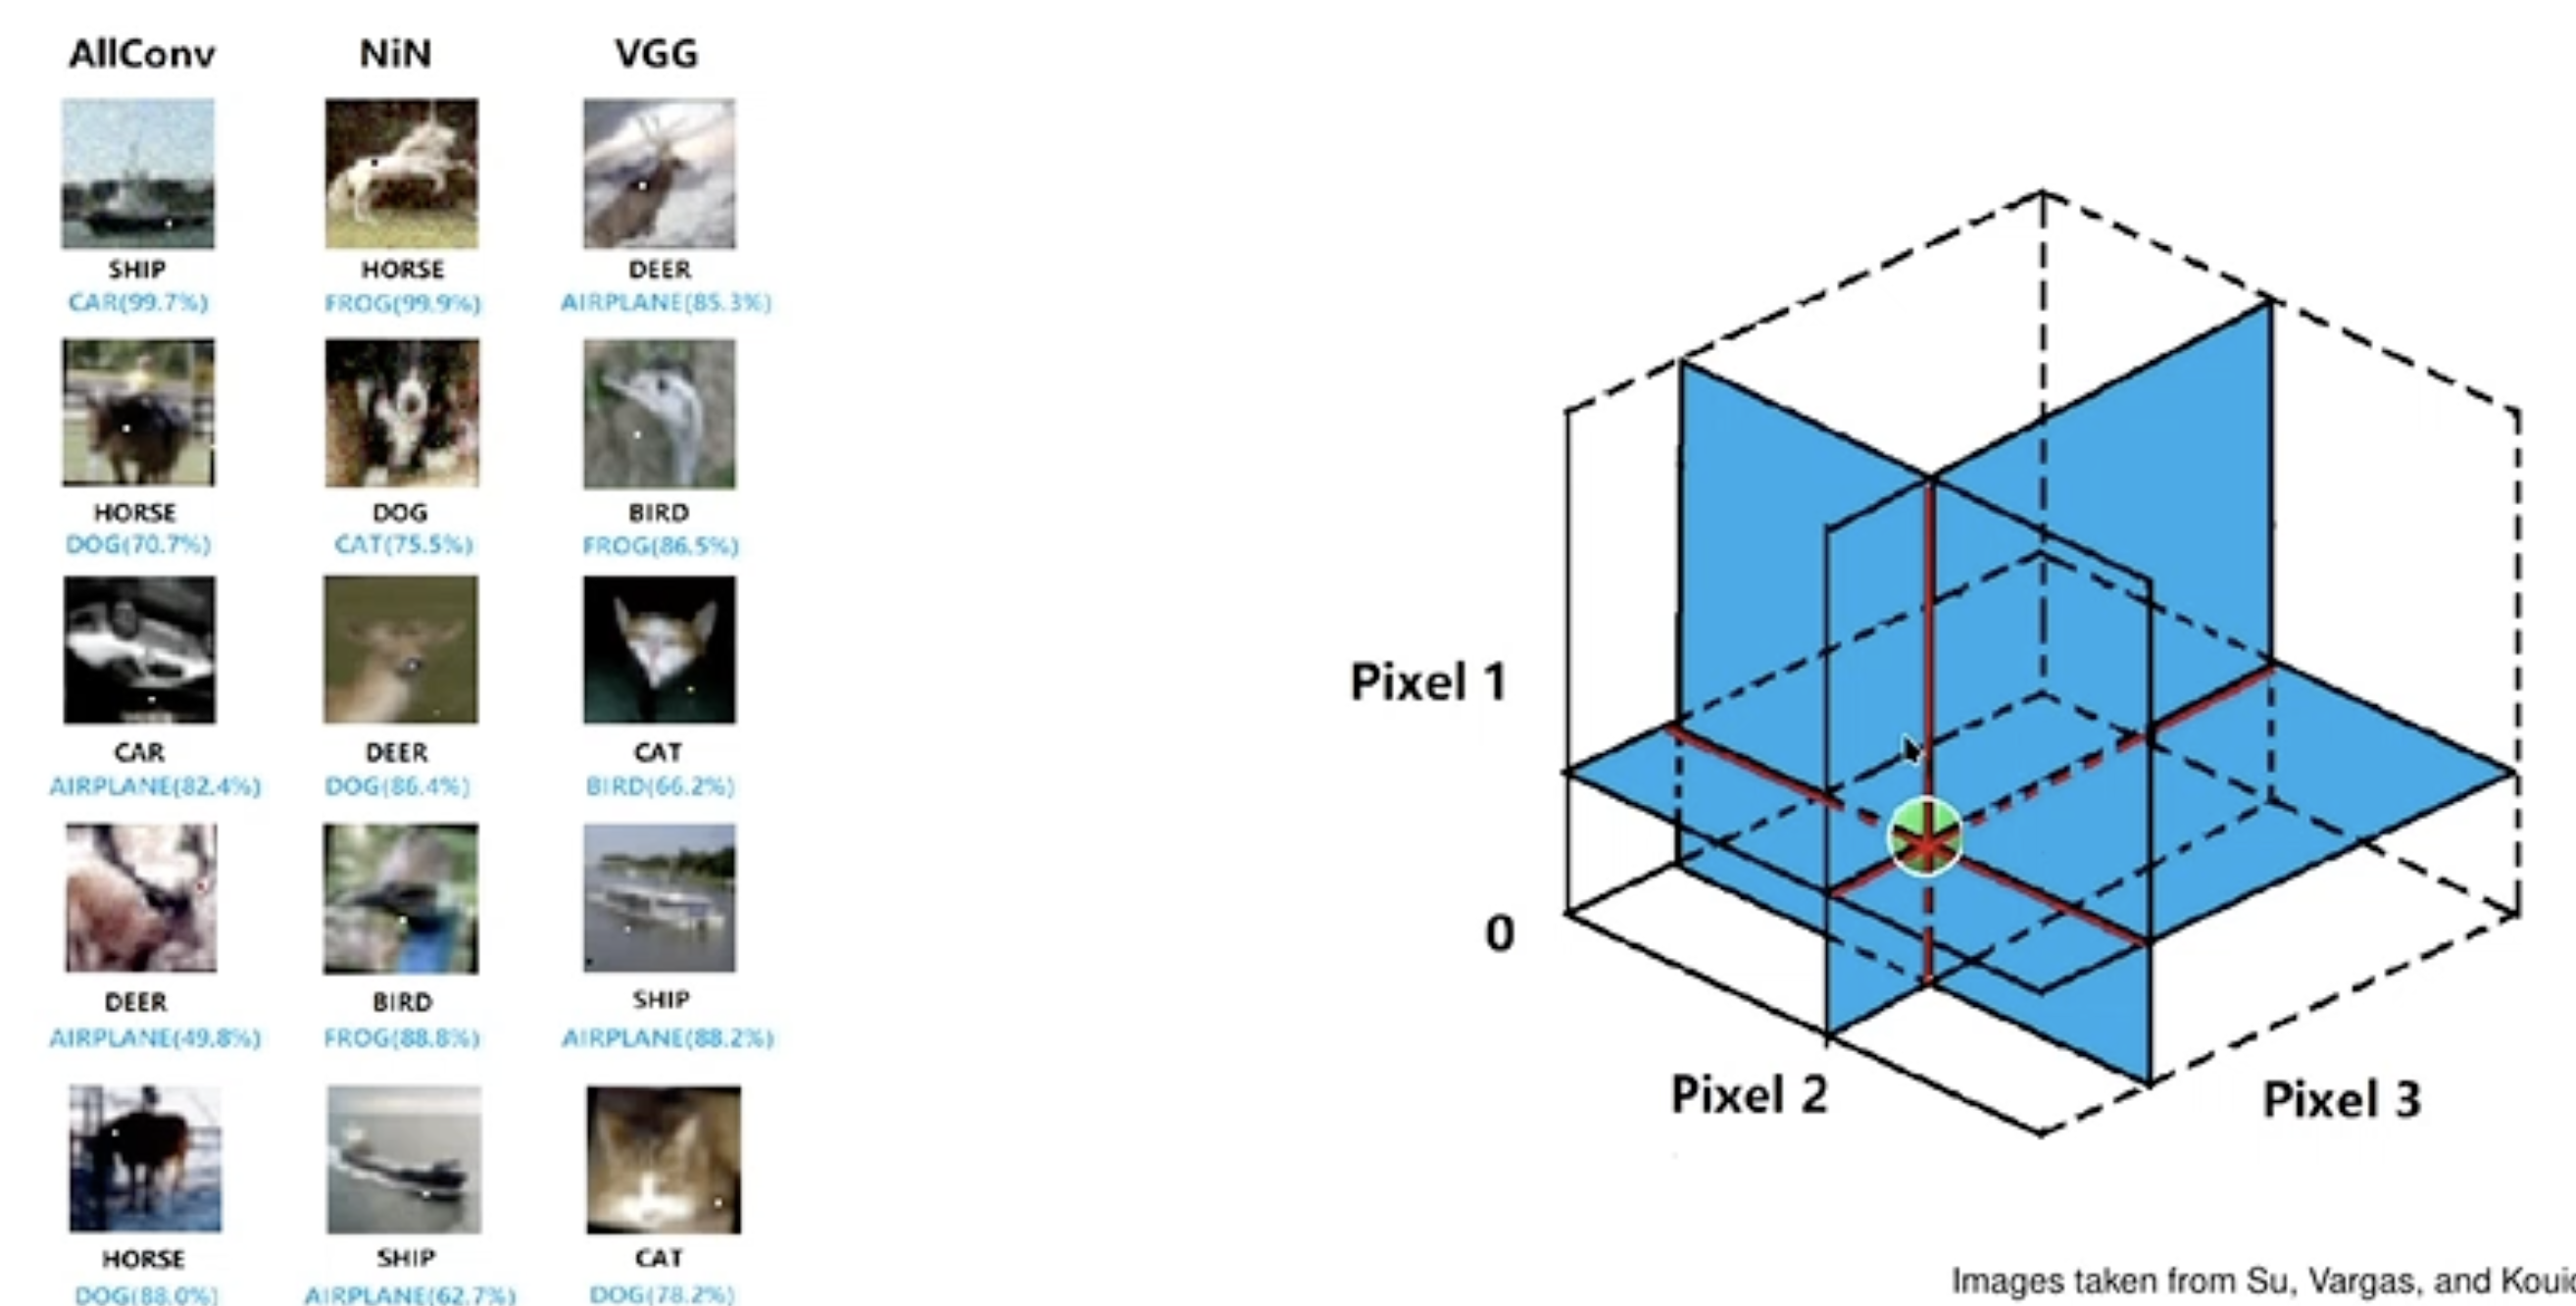 AllConv NiN VGG
SHIP HORSE DEER
CAR(99.7%) FROG(99.9%) AIRPLANE(85.3%)
HORSE DOG BIRD
DOG(70.7%) CAT(75.5%) FROG(86.5%)
CAR DEER CAT
AIRPLANE(82.4%) DOG(86.4%) BIRD(66.2%)
DEER BIRD SHIP
AIRPLANE(49.8%) FROG(88.8%) AIRPLANE(88.2%)
HORSE SHIP CAT
DOG(88.0%) AIRPLANE(62.7%) DOG(78.2%)
Pixel 1
0
Pixel 2
Pixel 3
Images taken from Su, Vargas, and